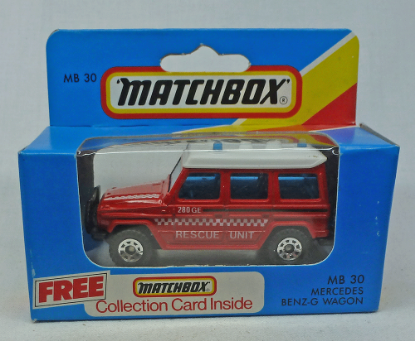 MB 30
MATCHBOX®
280 GE
RESCUE UNIT
FREE
MATCHBOX
Collection Card Inside
MB 30
MERCEDES
BENZ-G WAGON